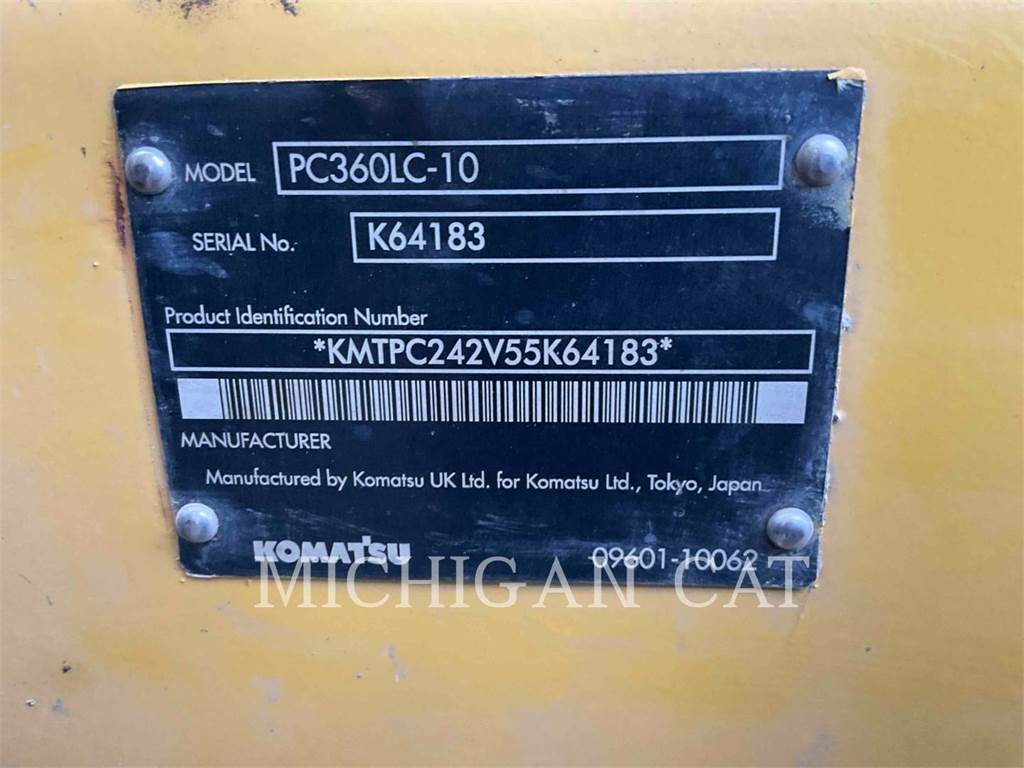 MODEL PC360LC-10
SERIAL No. K64183
Product Identification Number
*KMTPC242V55K64183*
MANUFACTURER
Manufactured by Komatsu UK Ltd. for Komatsu Ltd., Tokyo, Japan
KOMATSU 09601-10062
MICHIGAN CAT